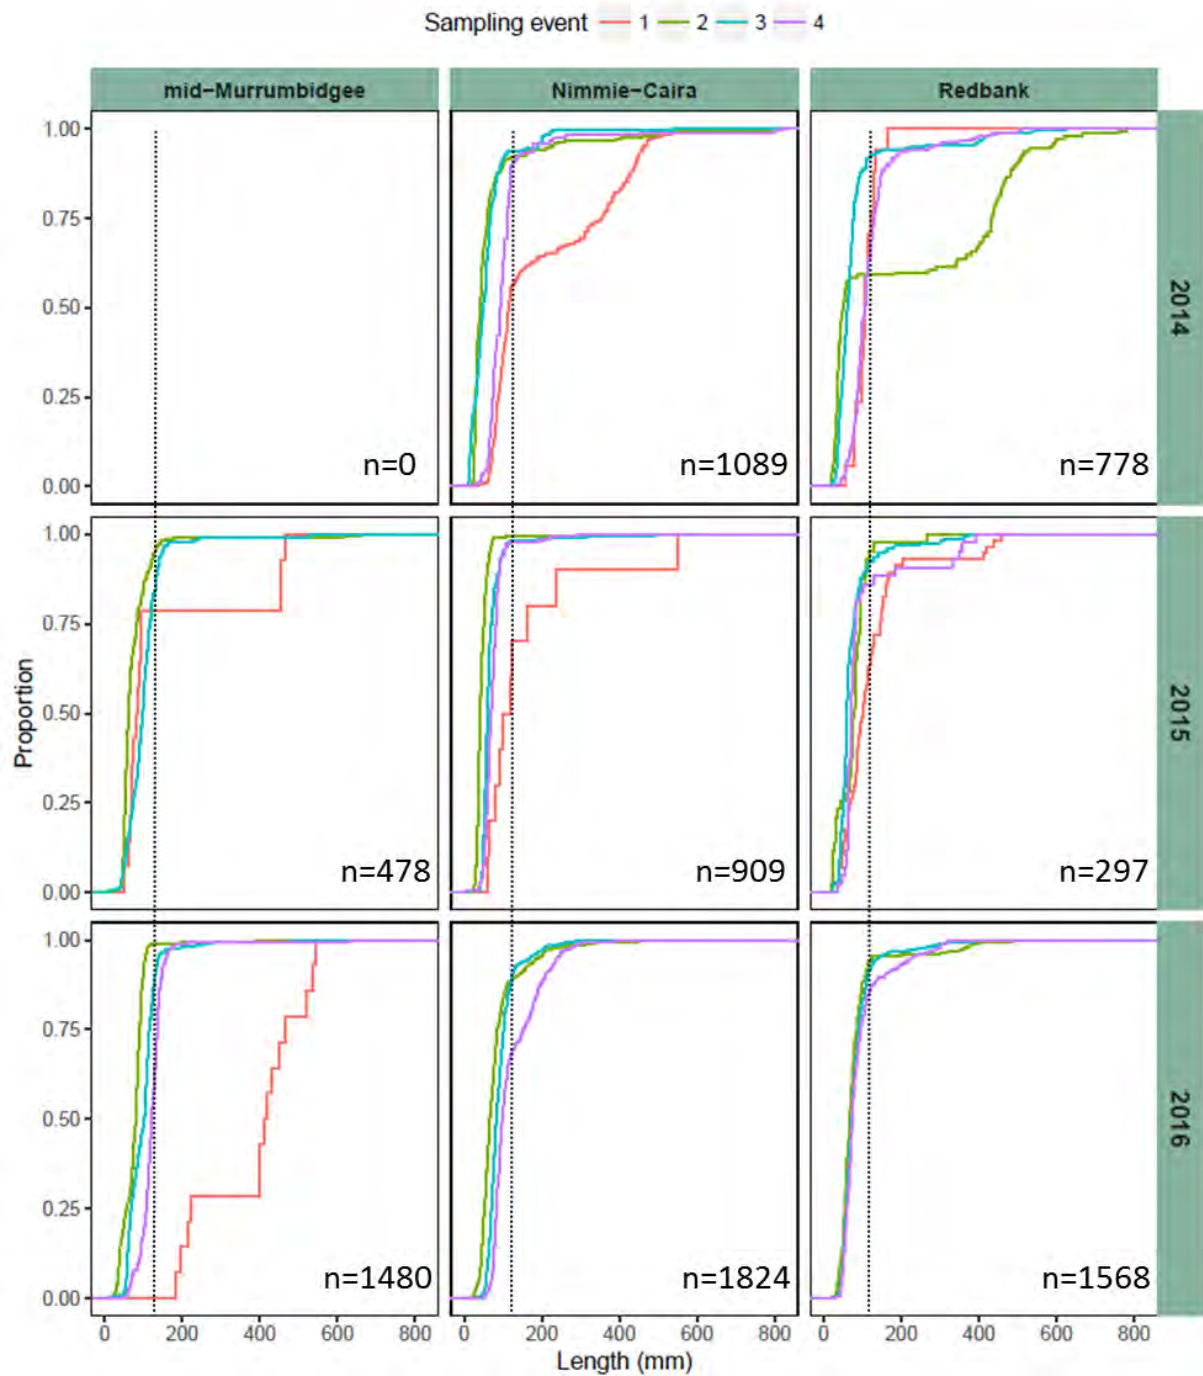 Sampling event 1 2 3 4
mid−Murrumbidgee Nimmie−Caira Redbank
1.00
0.75
0.50
0.25
0.00
n=0 n=1089 n=778
2014
1.00
0.75
0.50
0.25
0.00
n=478 n=909 n=297
2015
Proportion
1.00
0.75
0.50
0.25
0.00
n=1480 n=1824 n=1568
2016
0 200 400 600 800 0 200 400 600 800 0 200 400 600 800
Length (mm)